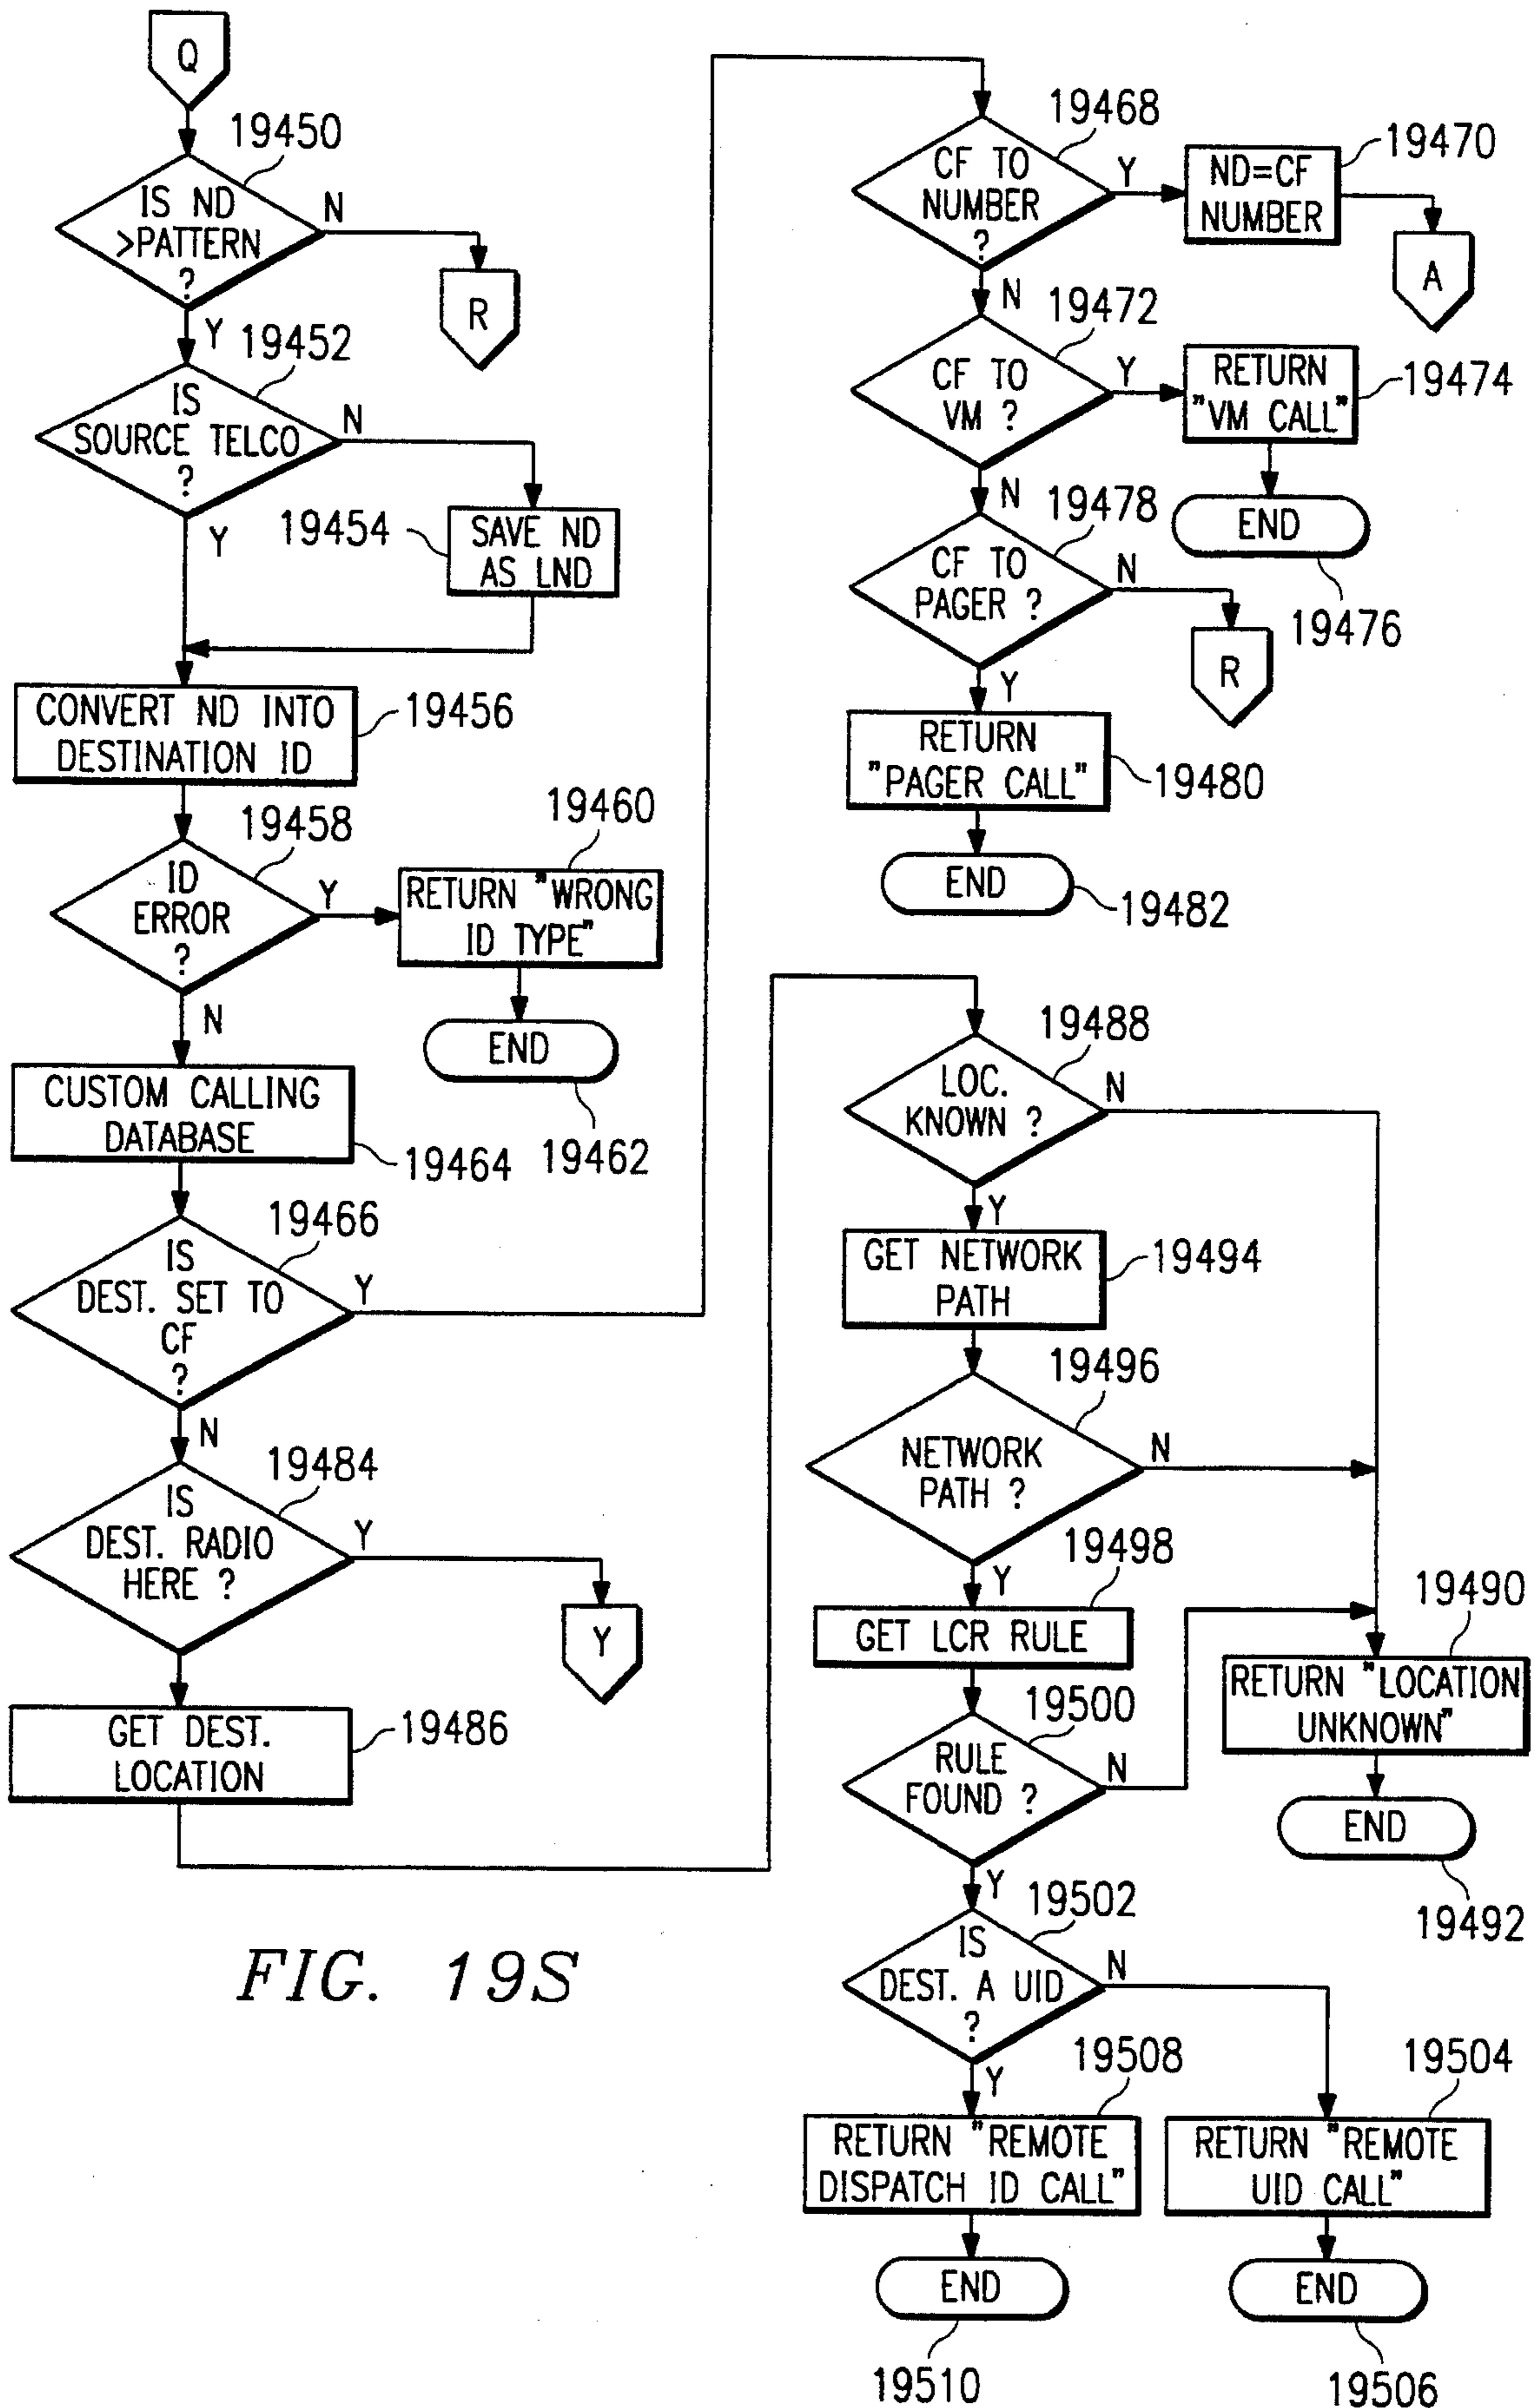 Q
19450
IS ND
>PATTERN
?
N
R
Y
19452
IS
SOURCE TELCO
?
N
Y
19454
SAVE ND
AS LND
CONVERT ND INTO
DESTINATION ID
19456
19458
ID
ERROR
?
Y
19460
RETURN "WRONG
ID TYPE"
END
19462
N
CUSTOM CALLING
DATABASE
19464
19466
IS
DEST. SET TO
CF
?
Y
N
19484
IS
DEST. RADIO
HERE ?
Y
Y
GET DEST.
LOCATION
19486
19468
CF TO
NUMBER
?
Y
ND=CF
NUMBER
19470
A
N
19472
CF TO
VM ?
Y
RETURN
"VM CALL"
19474
END
19476
N
19478
CF TO
PAGER ?
N
R
Y
RETURN
"PAGER CALL"
19480
END
19482
19488
LOC.
KNOWN ?
N
Y
GET NETWORK
PATH
19494
19496
NETWORK
PATH ?
N
Y
19498
GET LCR RULE
19500
RULE
FOUND ?
N
19490
RETURN "LOCATION
UNKNOWN"
END
19492
Y
19502
IS
DEST. A UID
?
N
Y
19508
RETURN "REMOTE
DISPATCH ID CALL"
END
19510
19504
RETURN "REMOTE
UID CALL"
END
19506
FIG. 19S